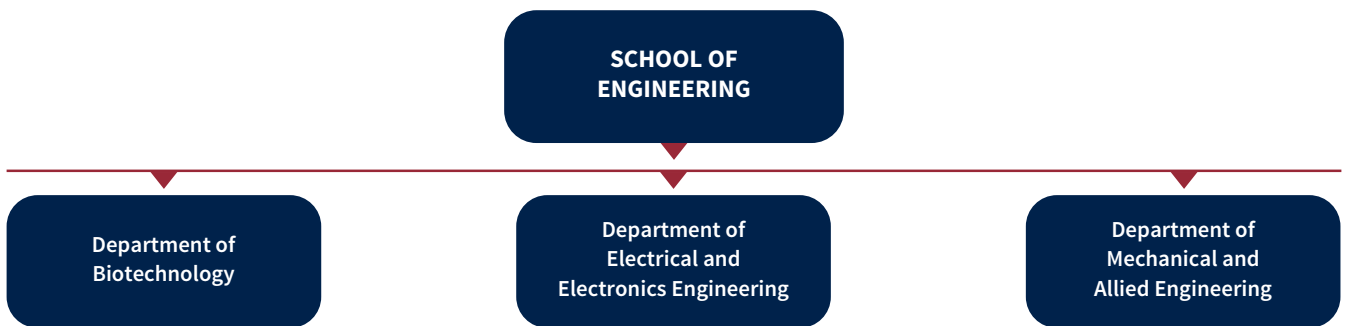 SCHOOL OF
ENGINEERING
Department of
Biotechnology
Department of
Electrical and
Electronics Engineering
Department of
Mechanical and
Allied Engineering